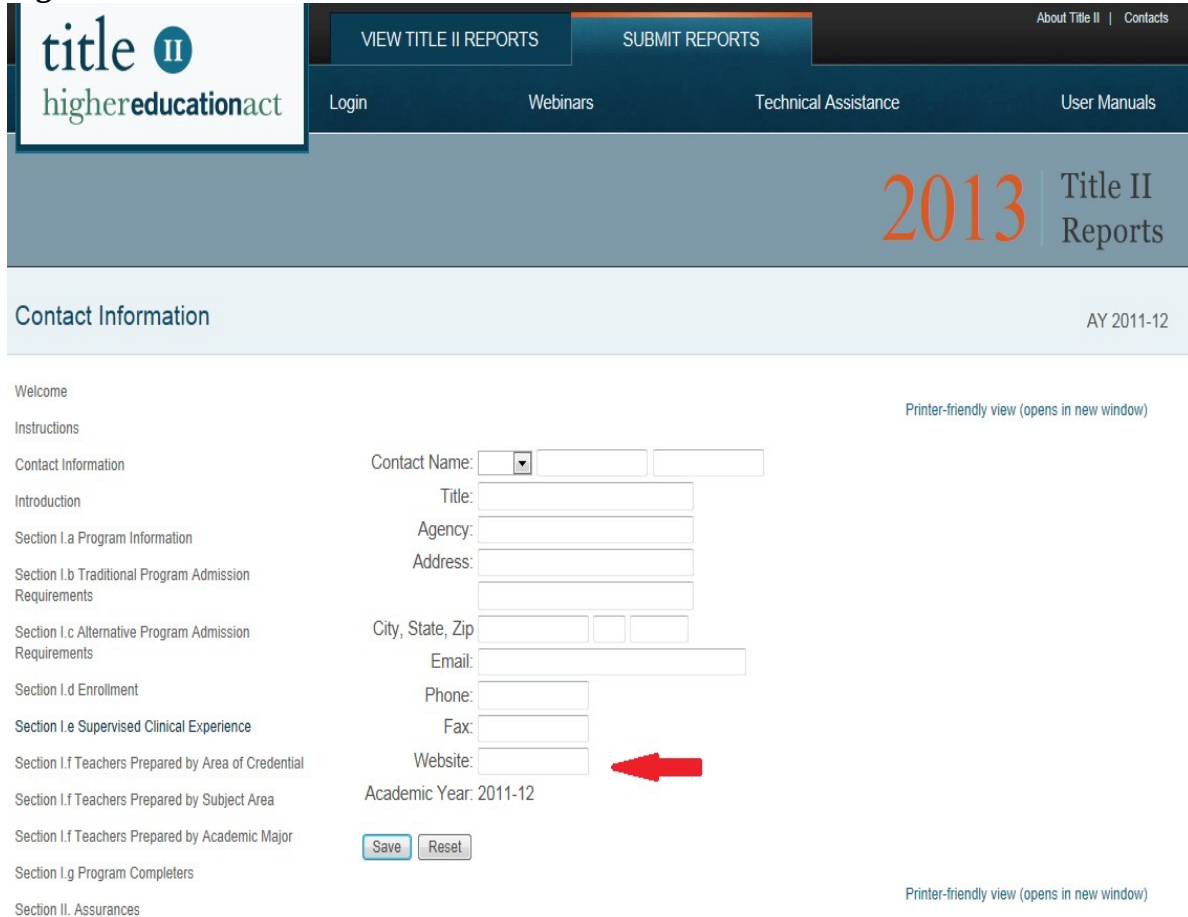 title II
highereducationact
VIEW TITLE II REPORTS
SUBMIT REPORTS
About Title II | Contacts
Login
Webinars
Technical Assistance
User Manuals
2013
Title II
Reports
Contact Information
AY 2011-12
Welcome
Instructions
Contact Information
Introduction
Section I.a Program Information
Section I.b Traditional Program Admission
Requirements
Section I.c Alternative Program Admission
Requirements
Section I.d Enrollment
Section I.e Supervised Clinical Experience
Section I.f Teachers Prepared by Area of Credential
Section I.f Teachers Prepared by Subject Area
Section I.f Teachers Prepared by Academic Major
Section I.g Program Completers
Section II. Assurances
Printer-friendly view (opens in new window)
Contact Name:
Title:
Agency:
Address:
City, State, Zip
Email:
Phone:
Fax:
Website:
Academic Year: 2011-12
Save
Reset
Printer-friendly view (opens in new window)